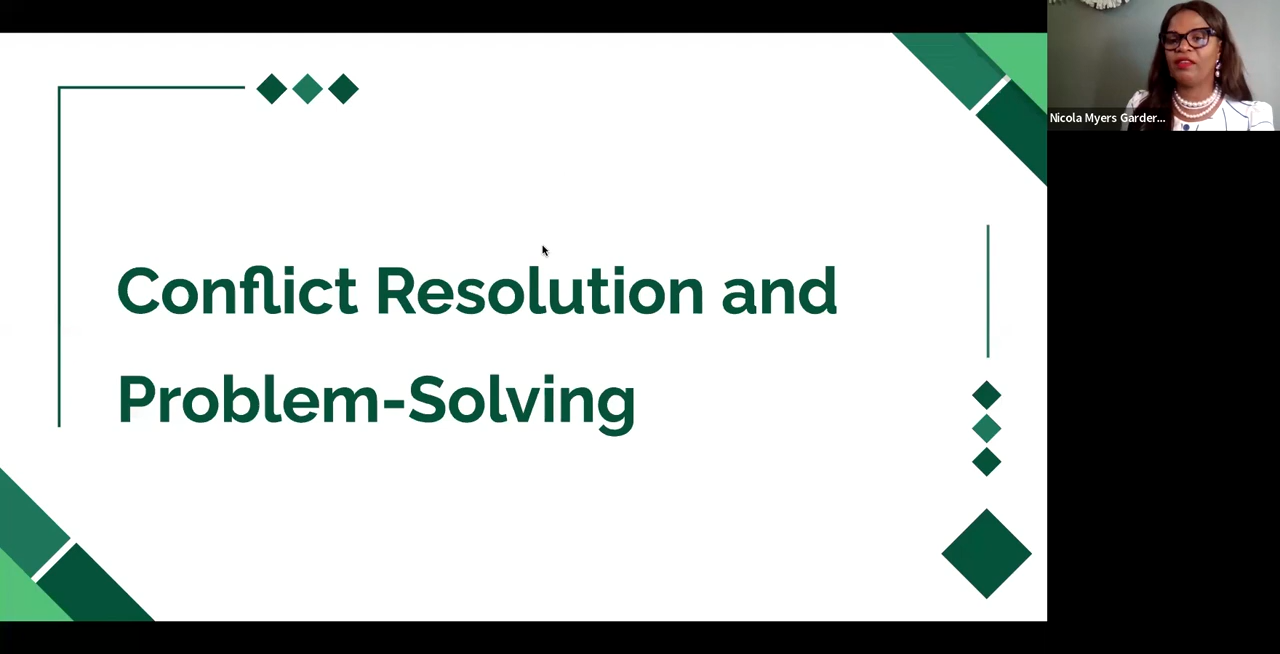 Conflict Resolution and
Problem-Solving
Nicola Myers Garder...